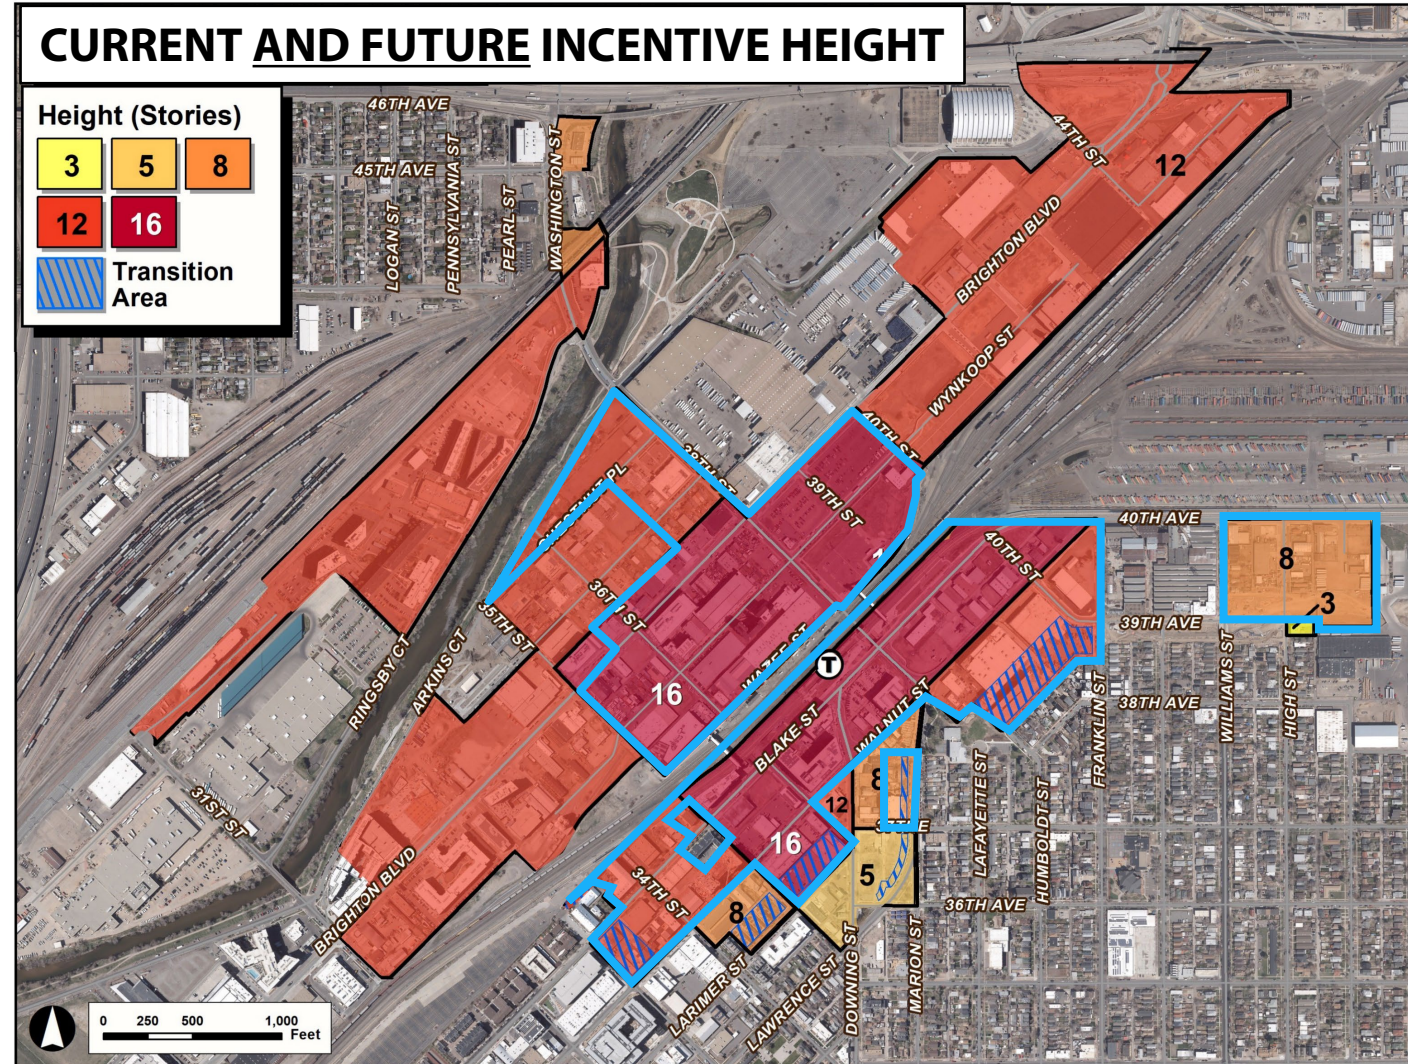 CURRENT AND FUTURE INCENTIVE HEIGHT
Height (Stories)
3 5 8
12 16
Transition
Area
46TH AVE
45TH AVE
LOGAN ST
PENNSYLVANIA ST
PEARL ST
WASHINGTON ST
44TH ST
12
BRIGHTON BLVD
WYNKOOP ST
40TH ST
38TH ST
39TH ST
40TH AVE
40TH ST
8
3
39TH AVE
36TH ST
35TH ST
WAZEE ST
T
RINGSBY CT
ARKINS CT
16
BLAKE ST
WALNUT ST
38TH AVE
WILLIAMS ST
HIGH ST
FRANKLIN ST
LAFAYETTE ST
HUMBOLDT ST
8
12
16
5
31ST ST
BRIGHTON BLVD
34TH ST
8
36TH AVE
LARIMER ST
LAWRENCE ST
DOWNING ST
MARION ST
0 250 500 1,000
Feet